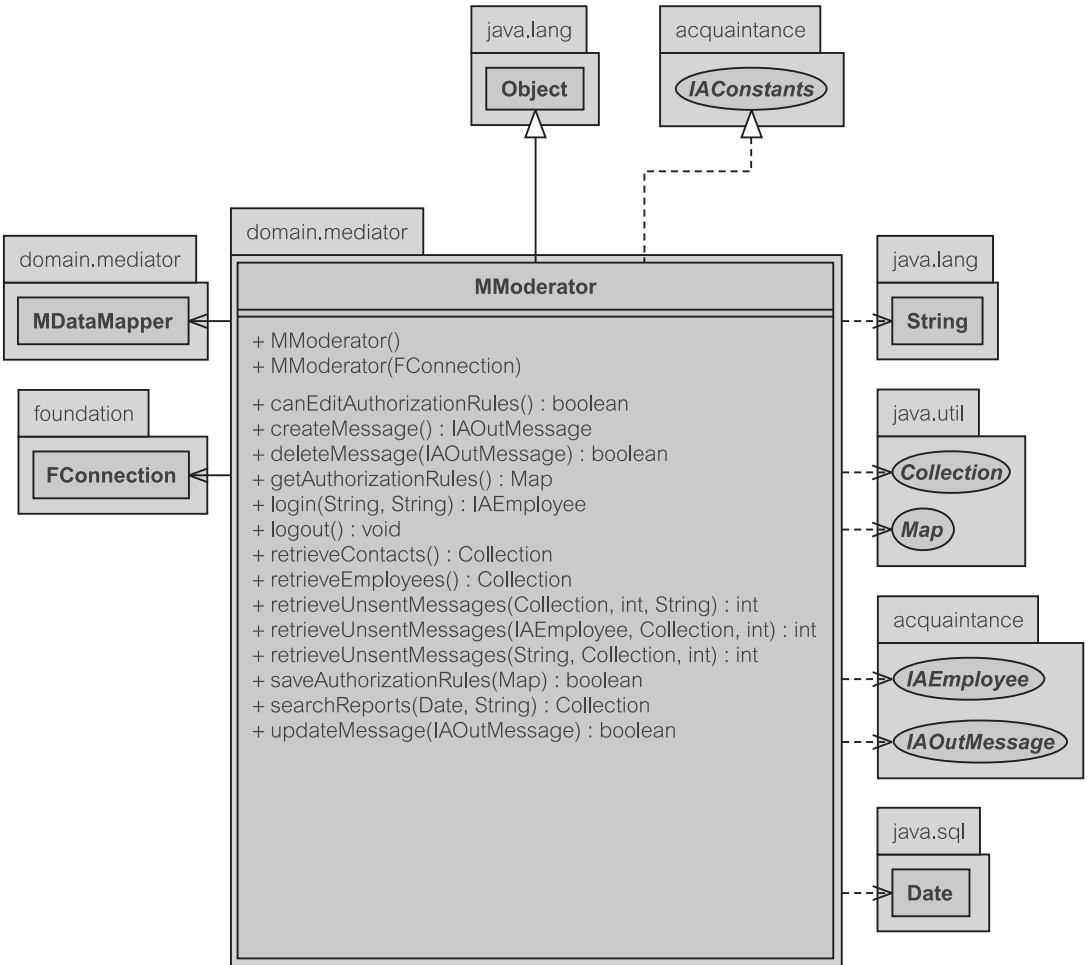 java.lang
Object
acquaintance
IAConstants
domain.mediator
MDataMapper
foundation
FConnection
domain.mediator
MModerator
+ MModerator()
+ MModerator(FConnection)
+ canEditAuthorizationRules() : boolean
+ createMessage() : IAOutMessage
+ deleteMessage(IAOutMessage) : boolean
+ getAuthorizationRules() : Map
+ login(String, String) : IAEmployee
+ logout() : void
+ retrieveContacts() : Collection
+ retrieveEmployees() : Collection
+ retrieveUnsentMessages(Collection, int, String) : int
+ retrieveUnsentMessages(IAEmployee, Collection, int) : int
+ retrieveUnsentMessages(String, Collection, int) : int
+ saveAuthorizationRules(Map) : boolean
+ searchReports(Date, String) : Collection
+ updateMessage(IAOutMessage) : boolean
java.lang
String
java.util
Collection
Map
acquaintance
IAEmployee
IAOutMessage
java.sql
Date